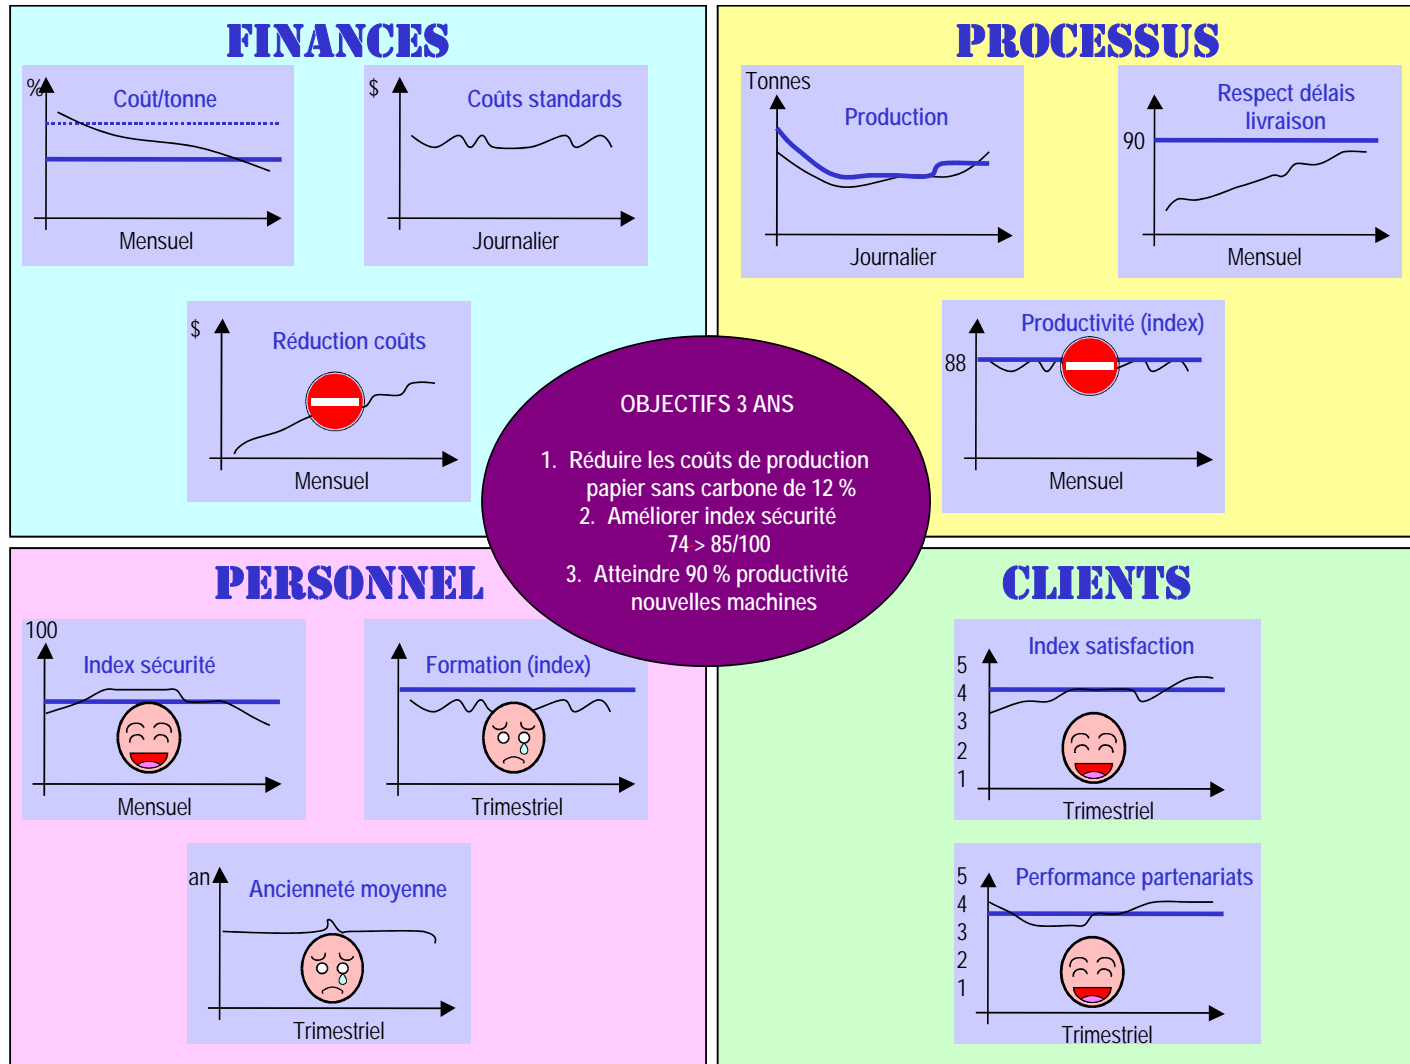 FINANCES
%
Coût/tonne
Mensuel
$
Coûts standards
Journalier
$
Réduction coûts
Mensuel
PROCESSUS
Tonnes
Production
Journalier
Respect délais
livraison
90
Mensuel
Productivité (index)
88
Mensuel
OBJECTIFS 3 ANS
1. Réduire les coûts de production
papier sans carbone de 12 %
2. Améliorer index sécurité
74-> 85/100
3. Atteindre 90 % productivité
nouvelles machines
PERSONNEL
100
Index sécurité
Mensuel
Formation (index)
Trimestriel
an
Ancienneté moyenne
Trimestriel
CLIENTS
Index satisfaction
5
4
3
2
1
Trimestriel
5
Performance partenariats
4
3
2
1
Trimestriel